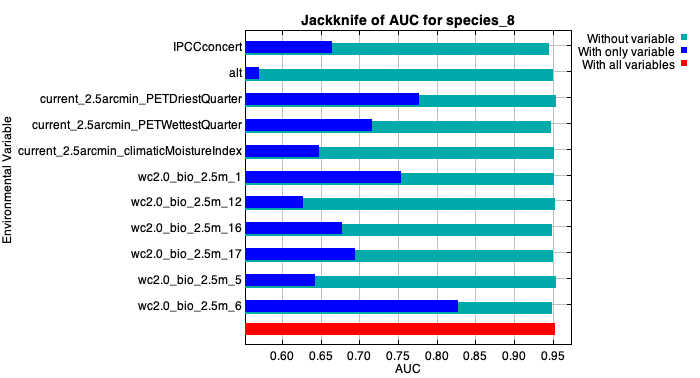 Jackknife of AUC for species_8
Without variable
With only variable
With all variables
Environmental Variable
IPCCconcert
alt
current_2.5arcmin_PETDriestQuarter
current_2.5arcmin_PETWettestQuarter
current_2.5arcmin_climaticMoistureIndex
wc2.0_bio_2.5m_1
wc2.0_bio_2.5m_12
wc2.0_bio_2.5m_16
wc2.0_bio_2.5m_17
wc2.0_bio_2.5m_5
wc2.0_bio_2.5m_6
0.60 0.65 0.70 0.75 0.80 0.85 0.90 0.95
AUC